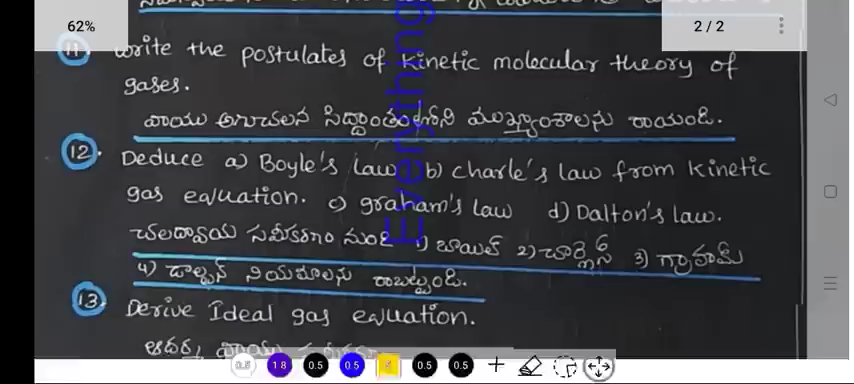 62%
2 / 2
11. Write the postulates of Kinetic molecular theory of
gases.
వాయు అణుచలన సిద్ధాంతంలోని ముఖ్యాంశాలను రాయండి.
12. Deduce a) Boyle's law b) Charle's law from Kinetic
gas equation. c) graham's law d) Dalton's law.
సమీకరణం నుండి 1) బాయిల్ 2) చార్లెస్ 3) గ్రాహమ్
4) డాల్టన్ నియమాలను రాబట్టండి.
13. Derive Ideal gas equation.
ఆదర్శ వాయు
Everything
0.5 1.8 0.5 0.5 0.5 0.5